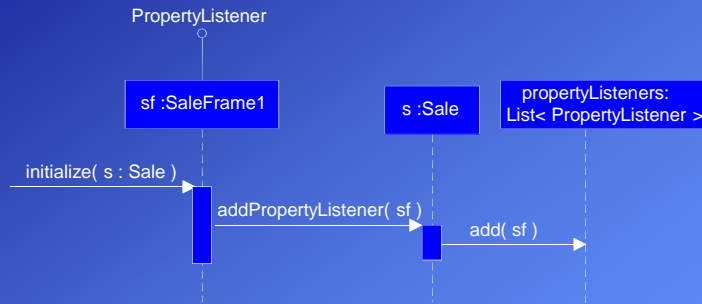 PropertyListener
sf :SaleFrame1
s :Sale
propertyListeners:
List< PropertyListener >
initialize( s : Sale )
addPropertyListener( sf )
add( sf )